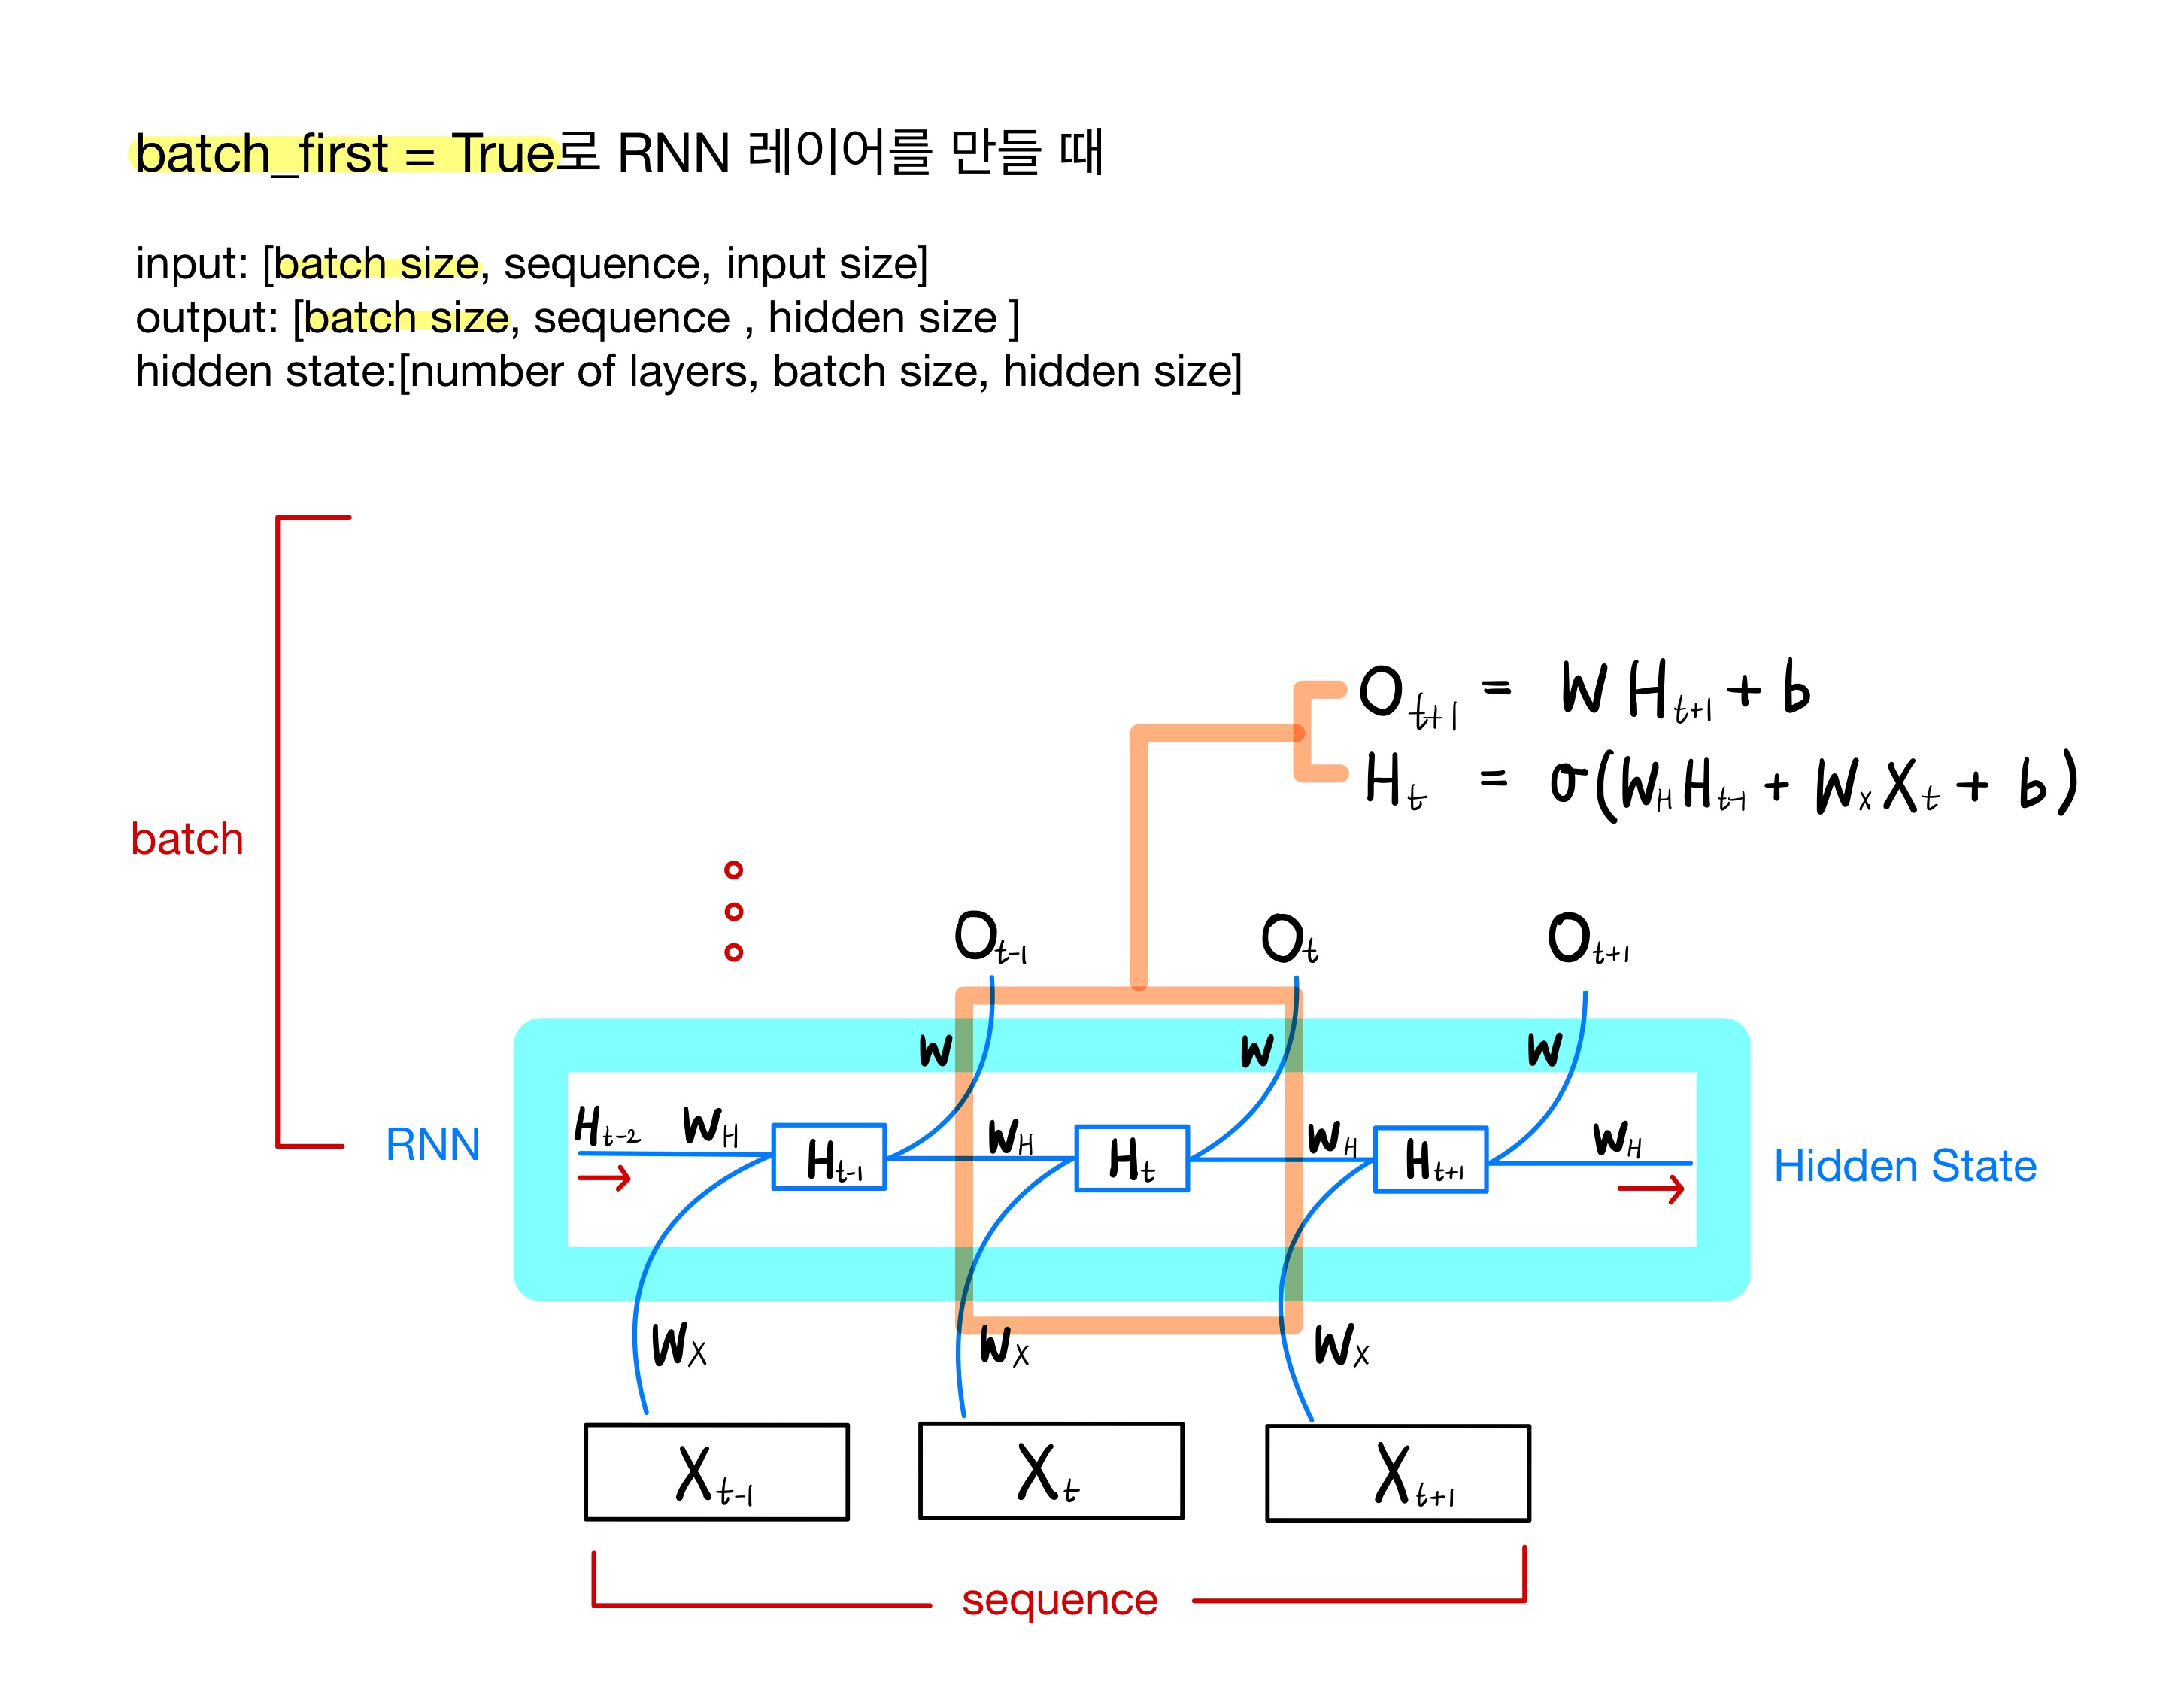 batch_first = True로 RNN 레이어를 만들 때
input: [batch size, sequence, input size]
output: [batch size, sequence , hidden size ]
hidden state:[number of layers, batch size, hidden size]
O_{t+1} = W H_{t+1} + b
H_t = σ(W_H H_{t-1} + W_x X_t + b)
batch
O_{t-1} O_t O_{t+1}
W W W
H_{t-2} W_H W_H W_H W_H
RNN H_{t-1} H_t H_{t+1} Hidden State
W_X W_X W_X
X_{t-1} X_t X_{t+1}
sequence